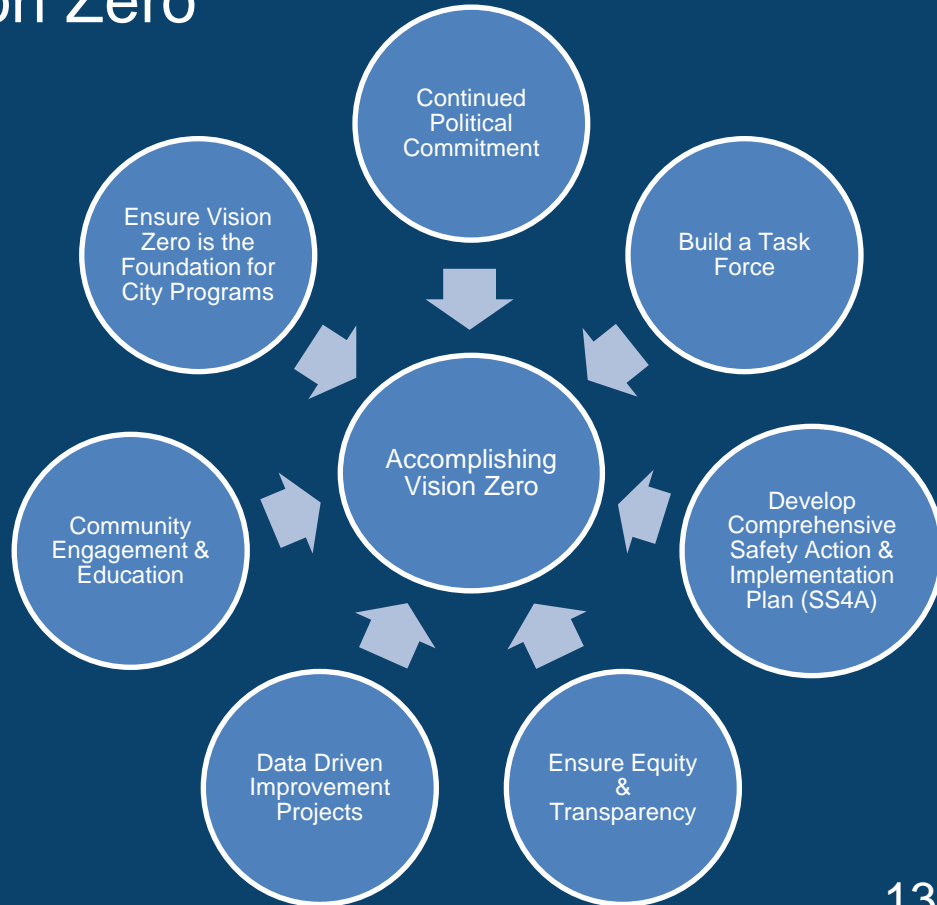 on Zero
Continued
Political
Commitment
Build a Task
Force
Develop
Comprehensive
Safety Action &
Implementation
Plan (SS4A)
Ensure Equity
&
Transparency
Data Driven
Improvement
Projects
Community
Engagement &
Education
Ensure Vision
Zero is the
Foundation for
City Programs
Accomplishing
Vision Zero
13